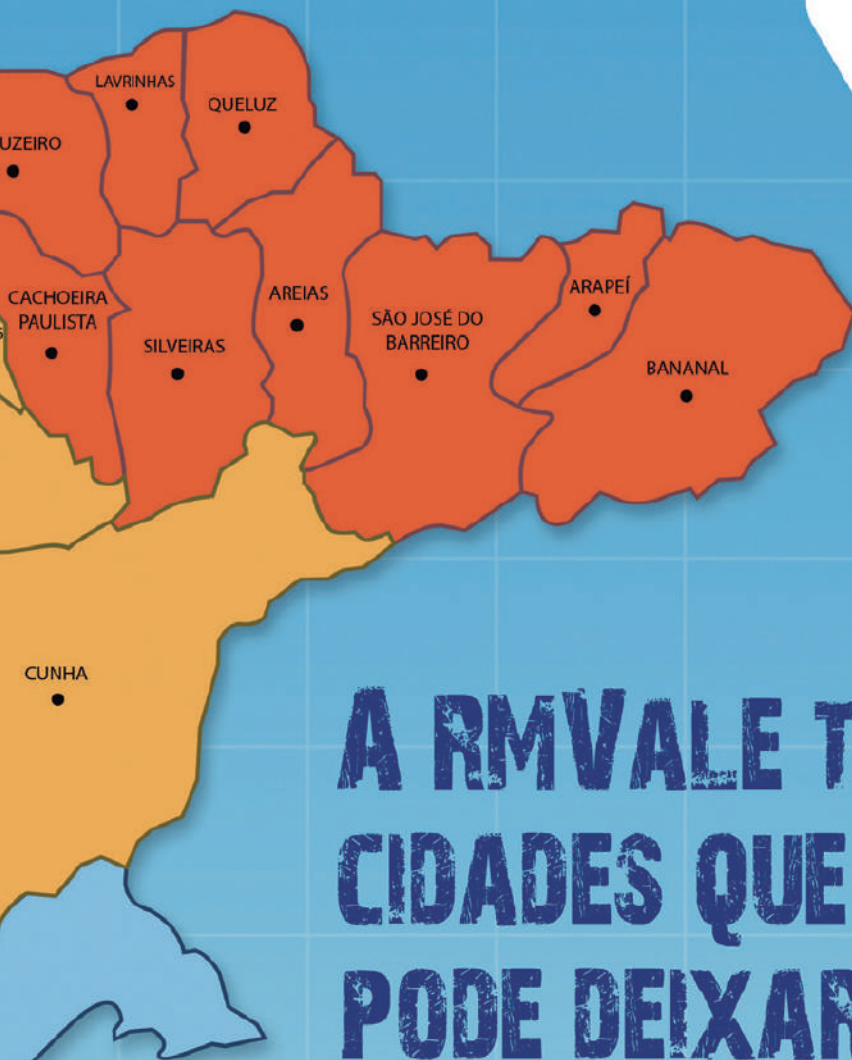 LAVRINHAS
QUELUZ
UZEIRO
CACHOEIRA
PAULISTA
SILVEIRAS
AREIAS
SÃO JOSÉ DO
BARREIRO
ARAPEÍ
BANANAL
CUNHA
A RMVALE T
CIDADES QUE
PODE DEIXAR